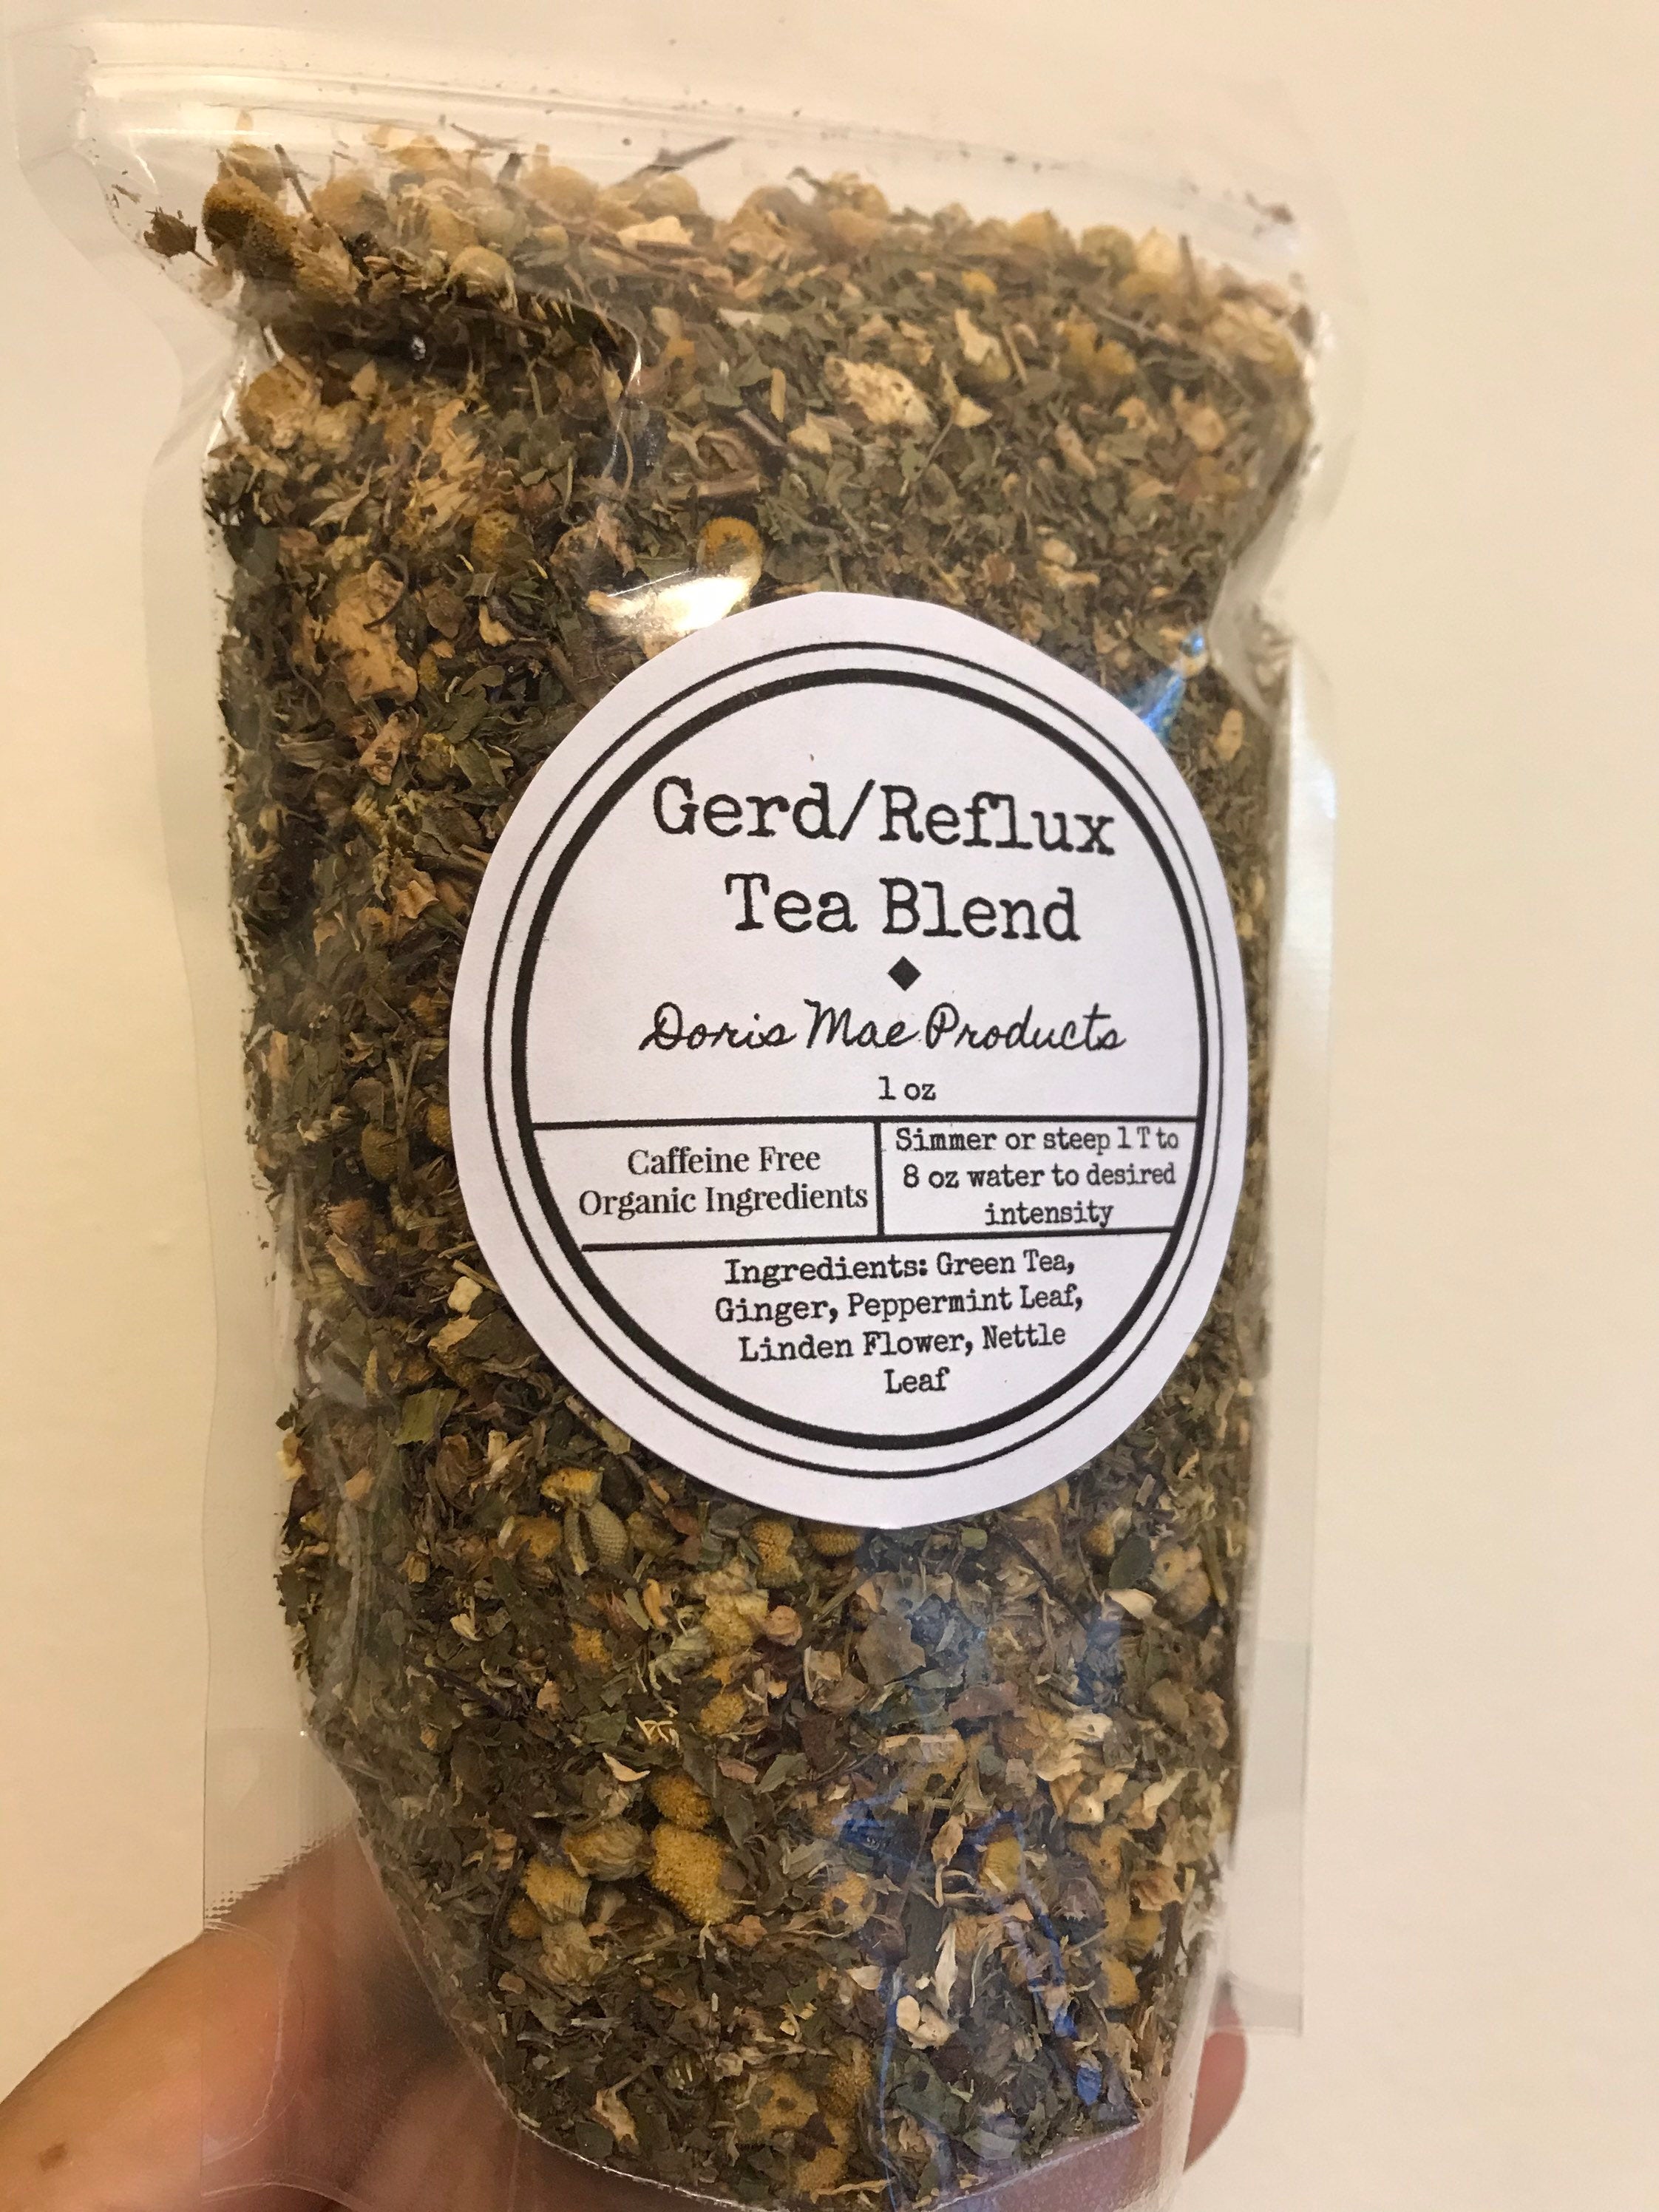 Gerd/Reflux
Tea Blend
Doris Mae Products
1 oz
Caffeine Free
Organic Ingredients
Simmer or steep 1 T to
8 oz water to desired
intensity
Ingredients: Green Tea,
Ginger, Peppermint Leaf,
Linden Flower, Nettle
Leaf